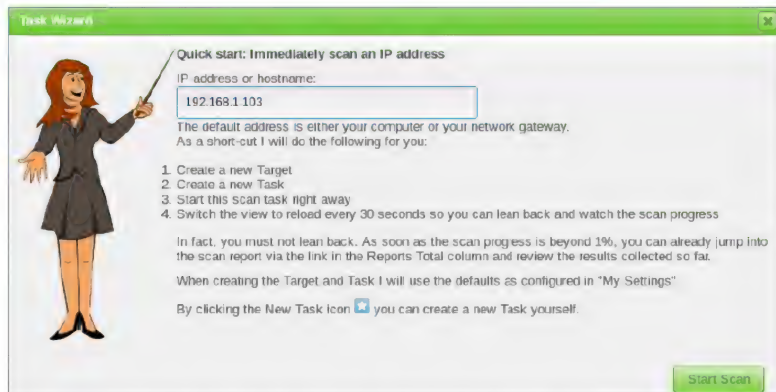 Task Wizard
Quick start: Immediately scan an IP address
IP address or hostname:
192.168.1.103
The default address is either your computer or your network gateway.
As a short-cut I will do the following for you:
1. Create a new Target
2. Create a new Task
3. Start this scan task right away
4. Switch the view to reload every 30 seconds so you can lean back and watch the scan progress
In fact, you must not lean back. As soon as the scan progress is beyond 1%, you can already jump into
the scan report via the link in the Reports Total column and review the results collected so far.
When creating the Target and Task I will use the defaults as configured in "My Settings"
By clicking the New Task icon you can create a new Task yourself.
Start Scan